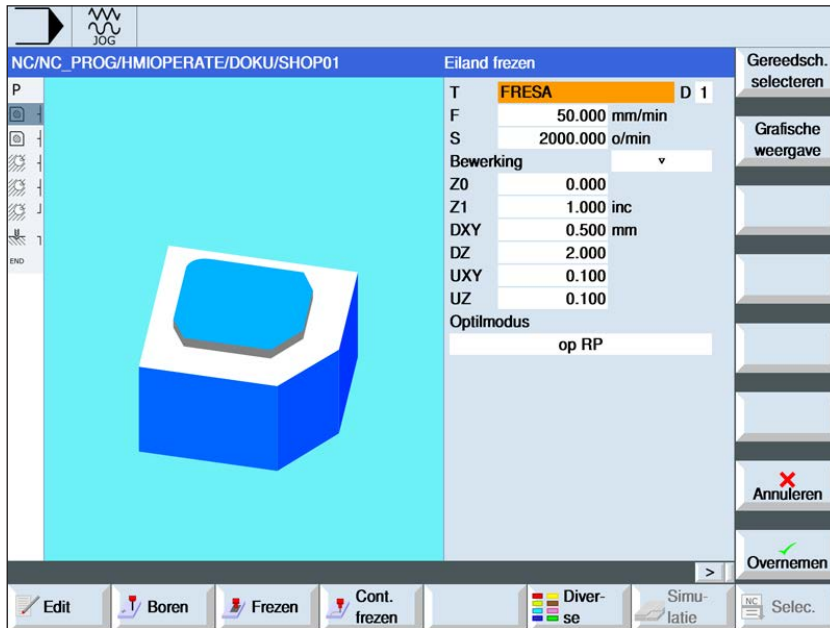 JOG
NC/NC_PROG/HMIOPERATE/DOKU/SHOP01
Eiland frezen
P
END
T FRESA D 1
F 50.000 mm/min
S 2000.000 o/min
Bewerking ▿
Z0 0.000
Z1 1.000 inc
DXY 0.500 mm
DZ 2.000
UXY 0.100
UZ 0.100
Optilmodus
op RP
Gereedsch.
selecteren
Grafische
weergave
Annuleren
Overnemen
>
Edit
Boren
Frezen
Cont.
frezen
Diver-
se
Simu-
latie
NC
Selec.